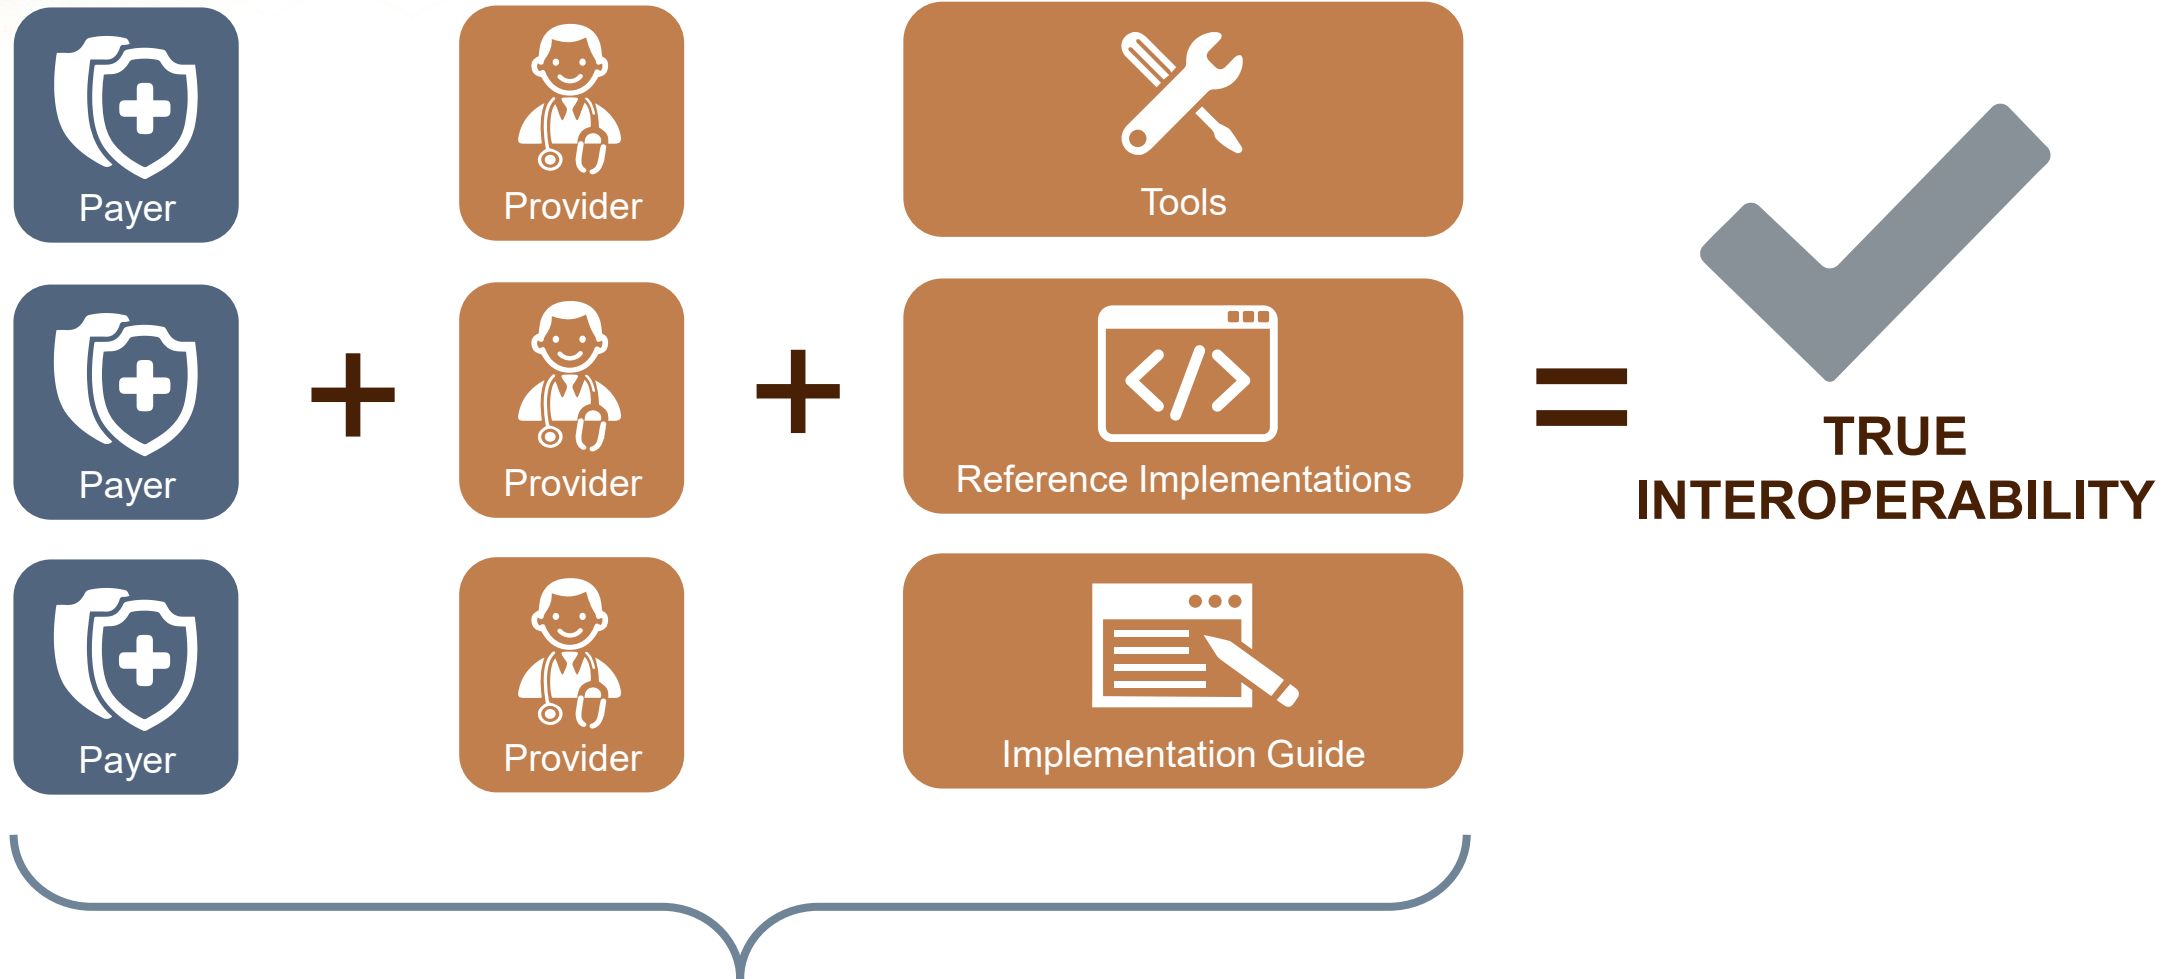 Payer
Provider
Tools
Payer
+
Provider
+
Reference Implementations
=
TRUE
INTEROPERABILITY
Payer
Provider
Implementation Guide